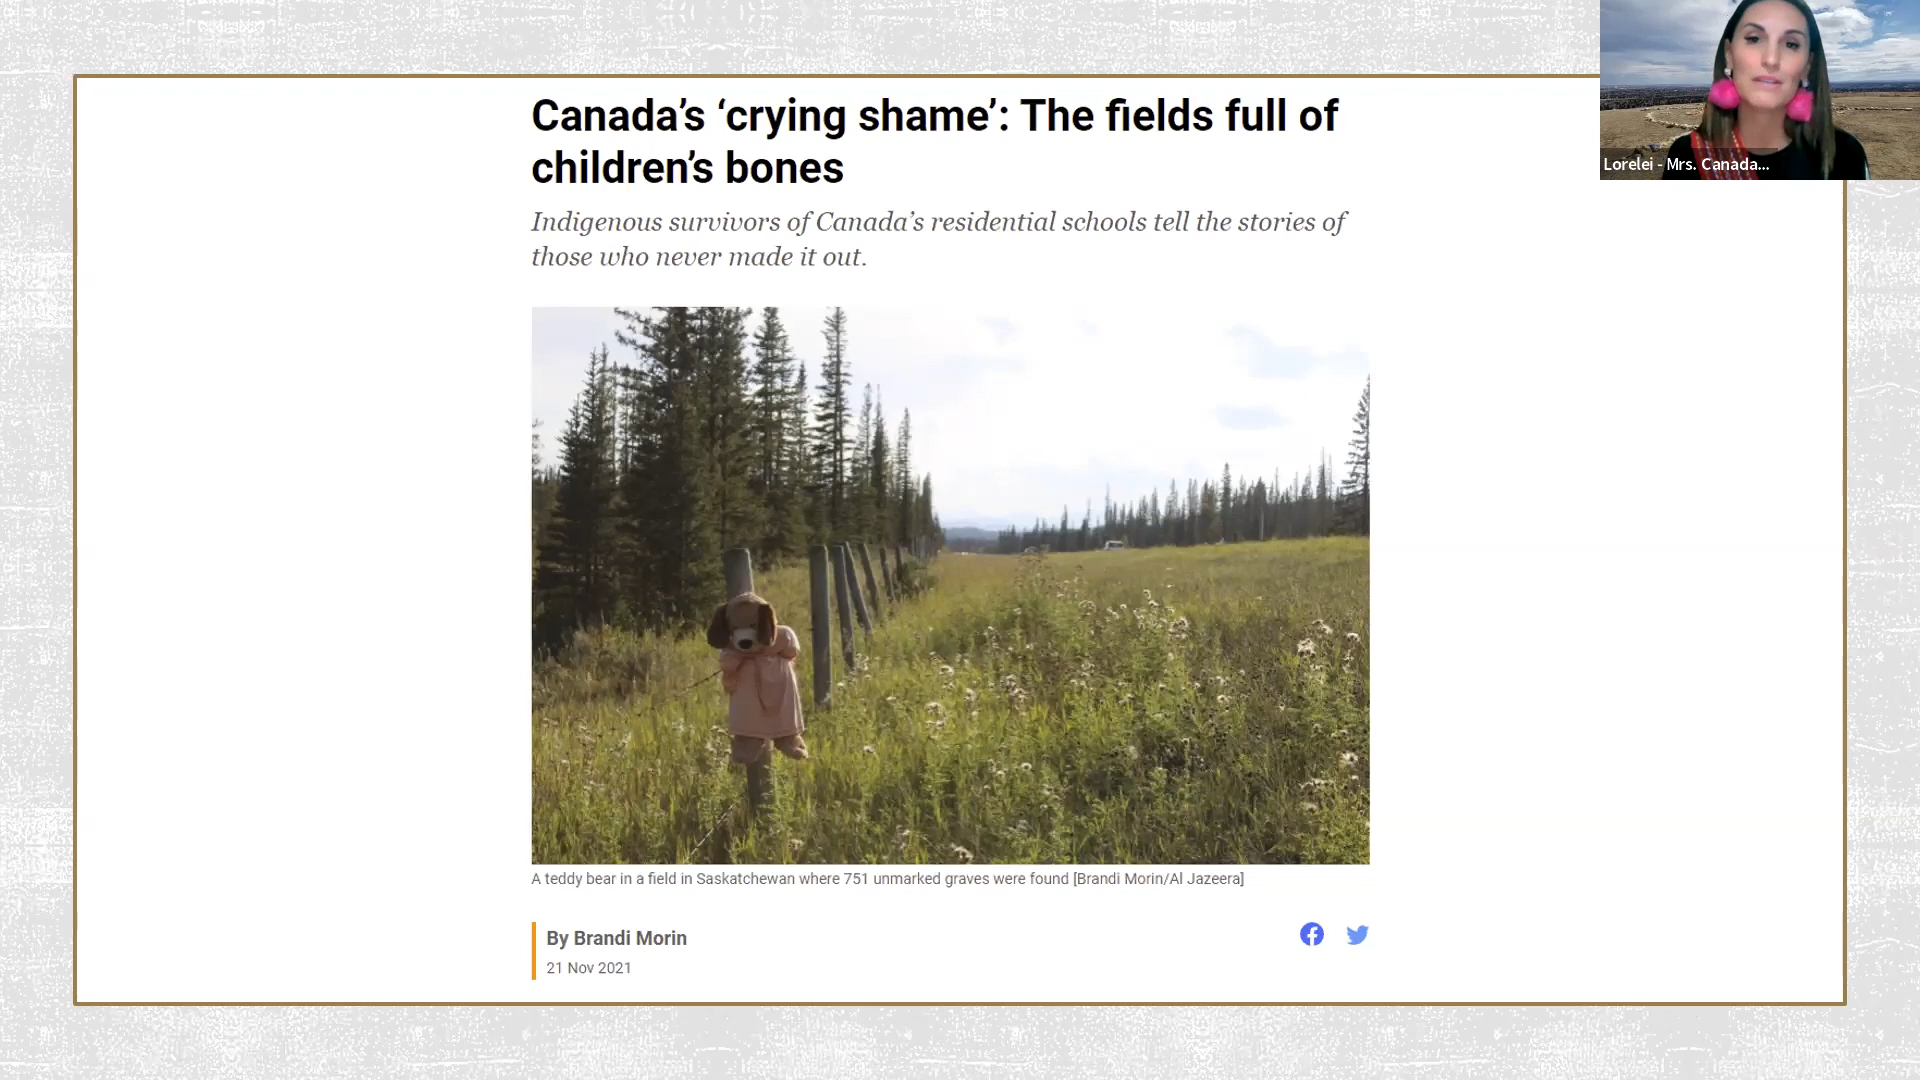 Canada’s ‘crying shame’: The fields full of
children’s bones
Indigenous survivors of Canada’s residential schools tell the stories of
those who never made it out.
A teddy bear in a field in Saskatchewan where 751 unmarked graves were found [Brandi Morin/Al Jazeera]
By Brandi Morin
21 Nov 2021
Lorelei - Mrs. Canada...